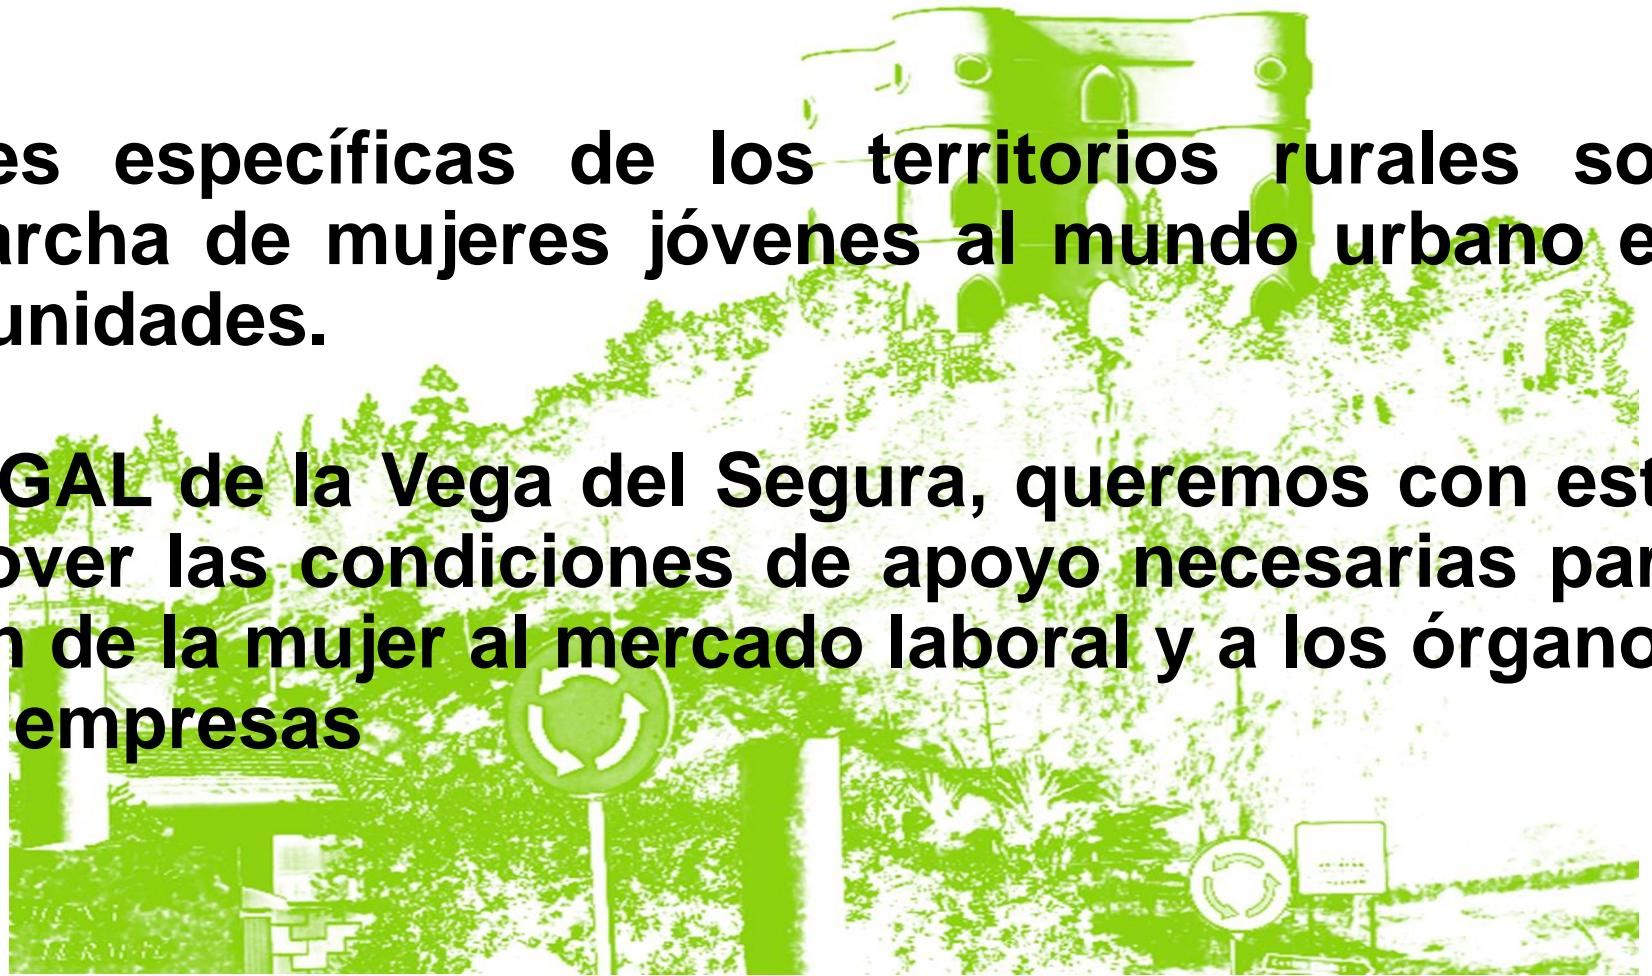 es específicas de los territorios rurales so
archa de mujeres jóvenes al mundo urbano e
unidades.
GAL de la Vega del Segura, queremos con est
over las condiciones de apoyo necesarias par
n de la mujer al mercado laboral y a los órgano
empresas